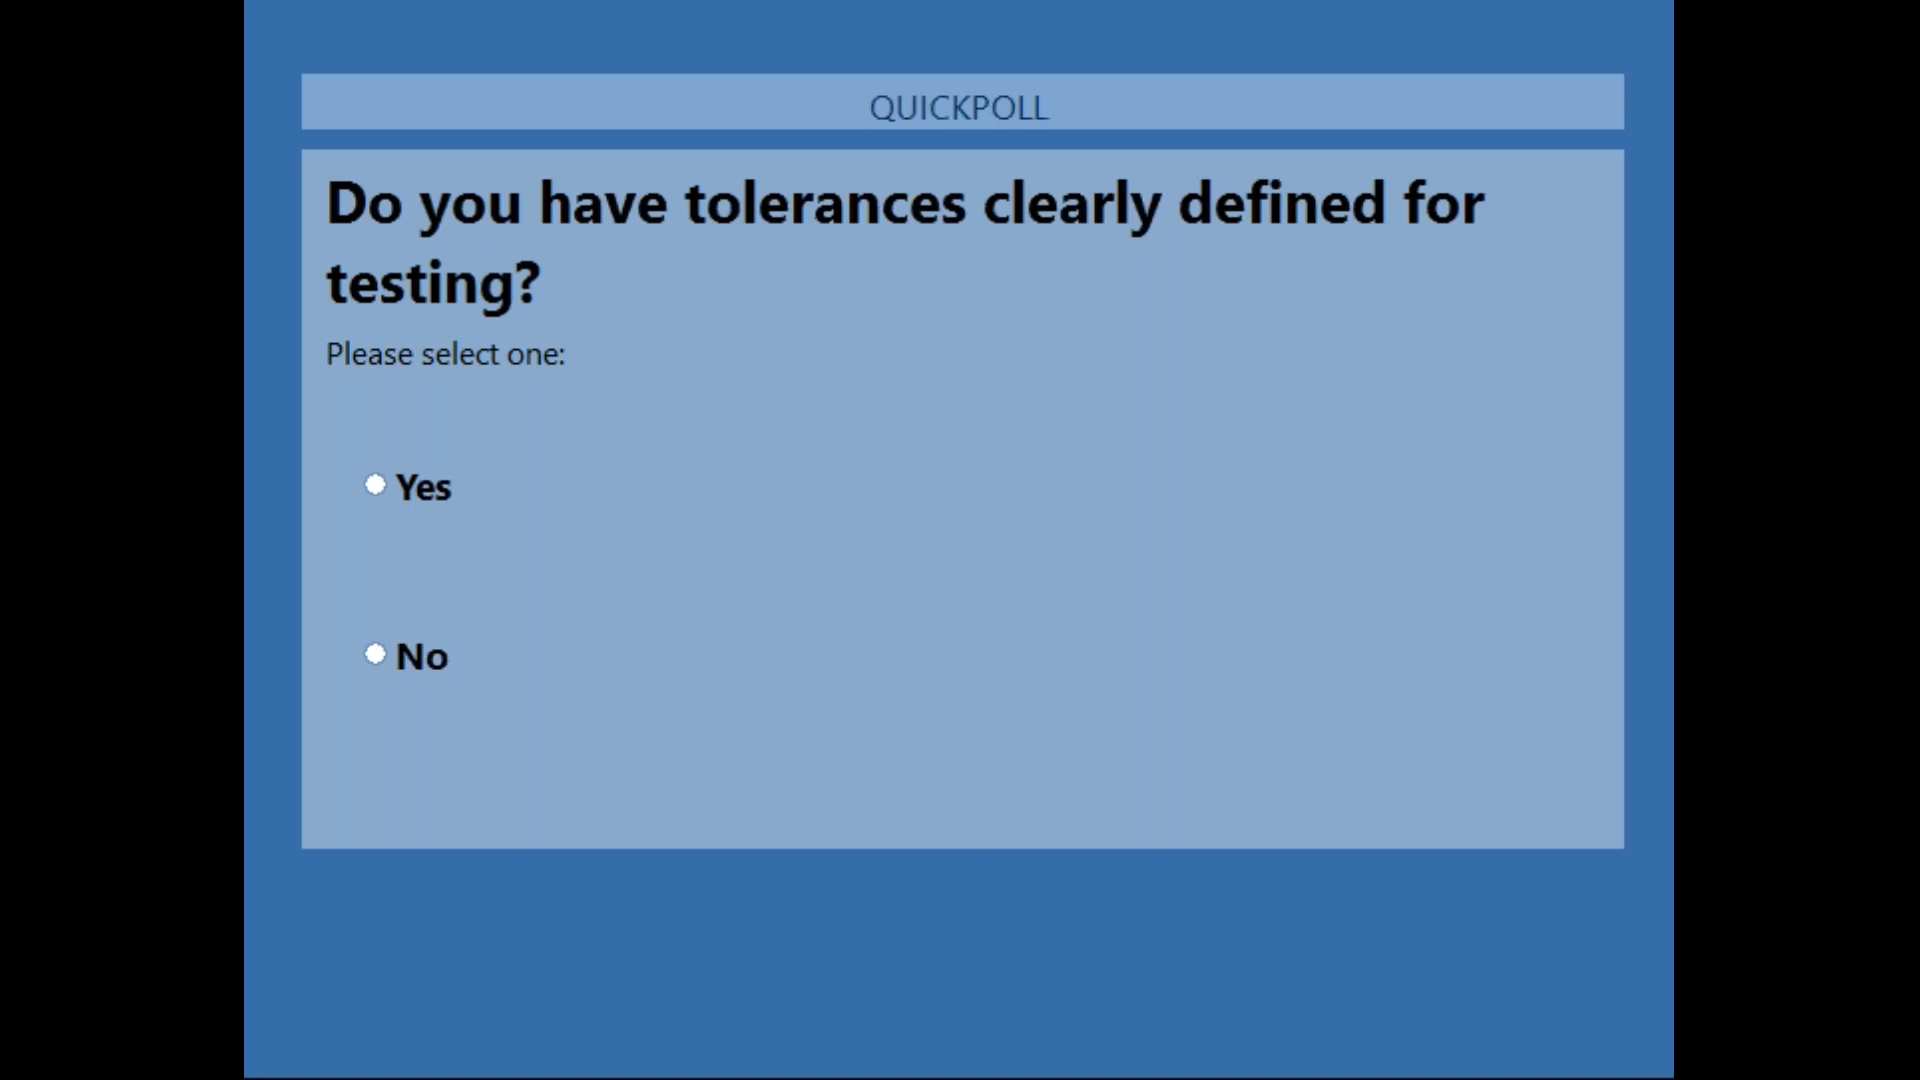 QUICKPOLL
Do you have tolerances clearly defined for
testing?
Please select one:
Yes
No